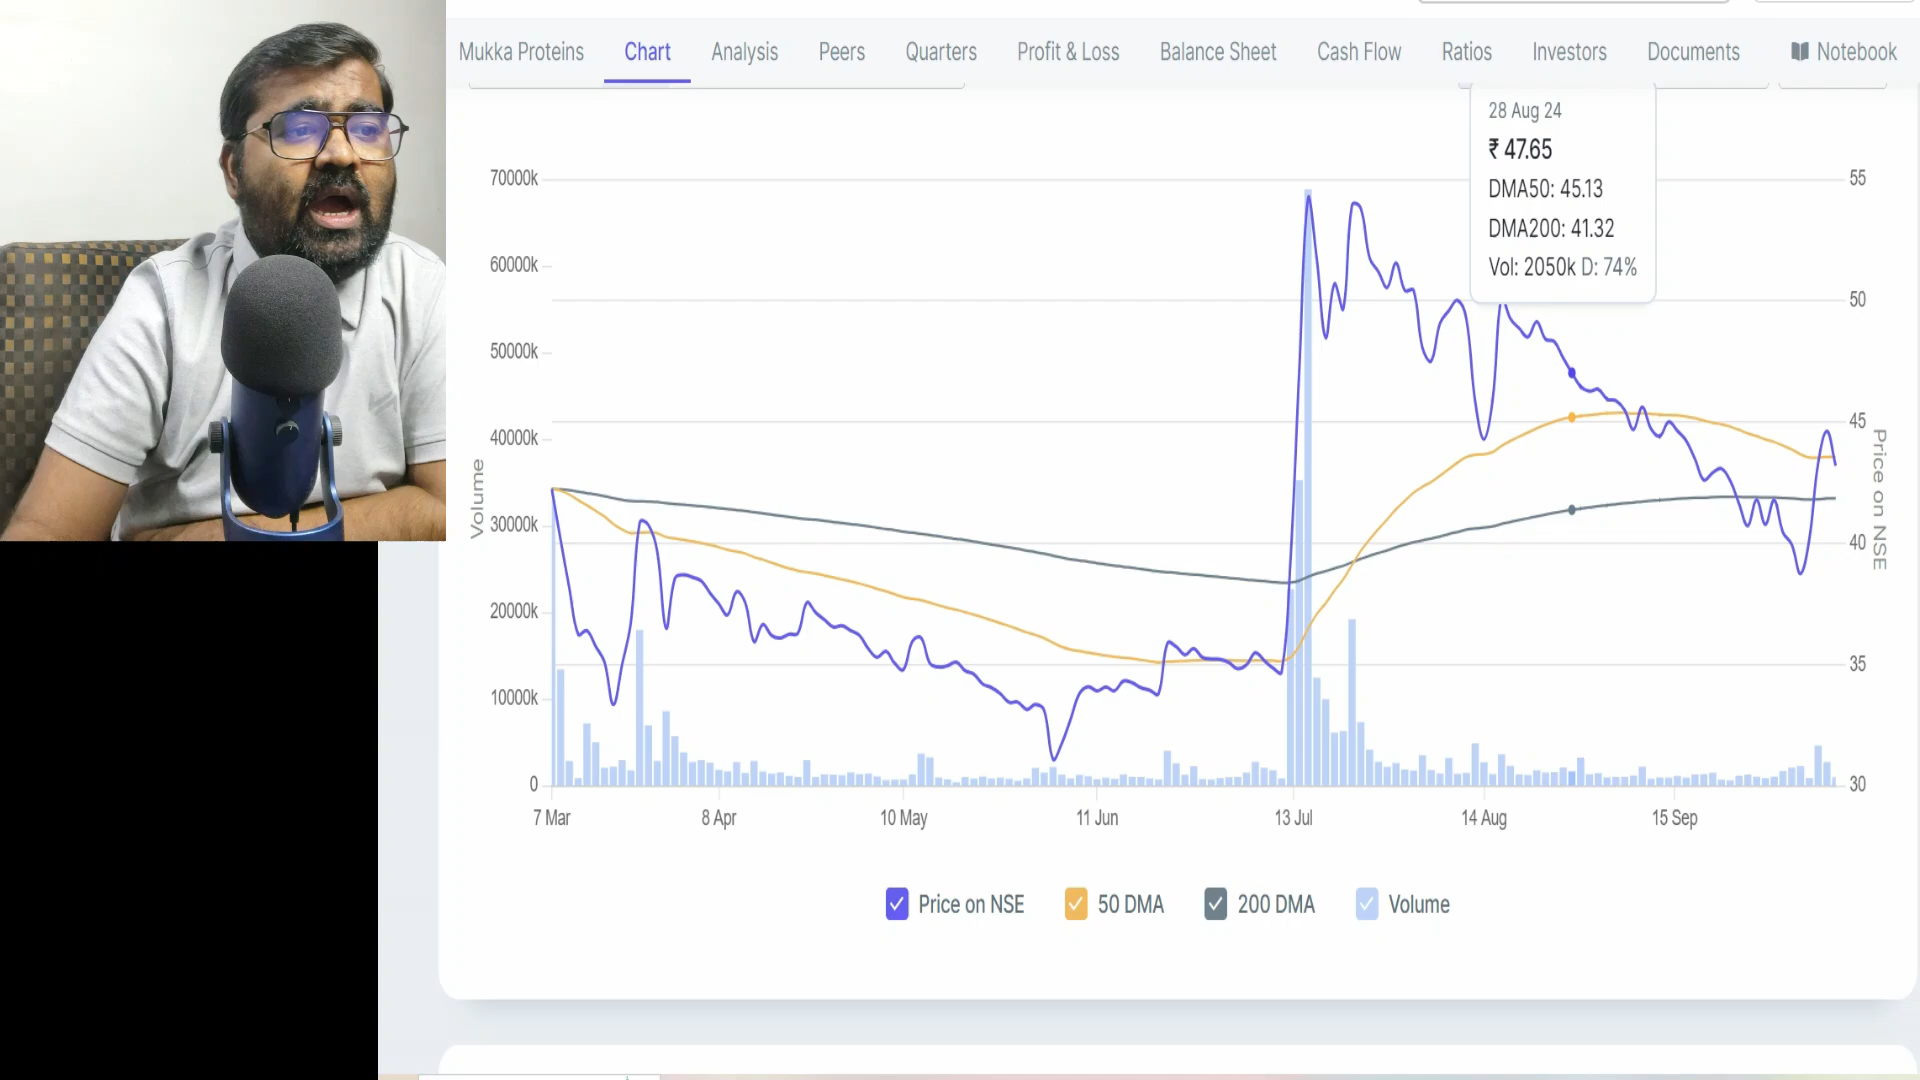 Mukka Proteins Chart Analysis Peers Quarters Profit & Loss Balance Sheet Cash Flow Ratios Investors Documents Notebook
28 Aug 24
₹ 47.65
DMA50: 45.13
DMA200: 41.32
Vol: 2050k D: 74%
70000k
60000k
50000k
40000k
30000k
20000k
10000k
0
Volume
55
50
45
40
35
30
Price on NSE
7 Mar 8 Apr 10 May 11 Jun 13 Jul 14 Aug 15 Sep
Price on NSE 50 DMA 200 DMA Volume